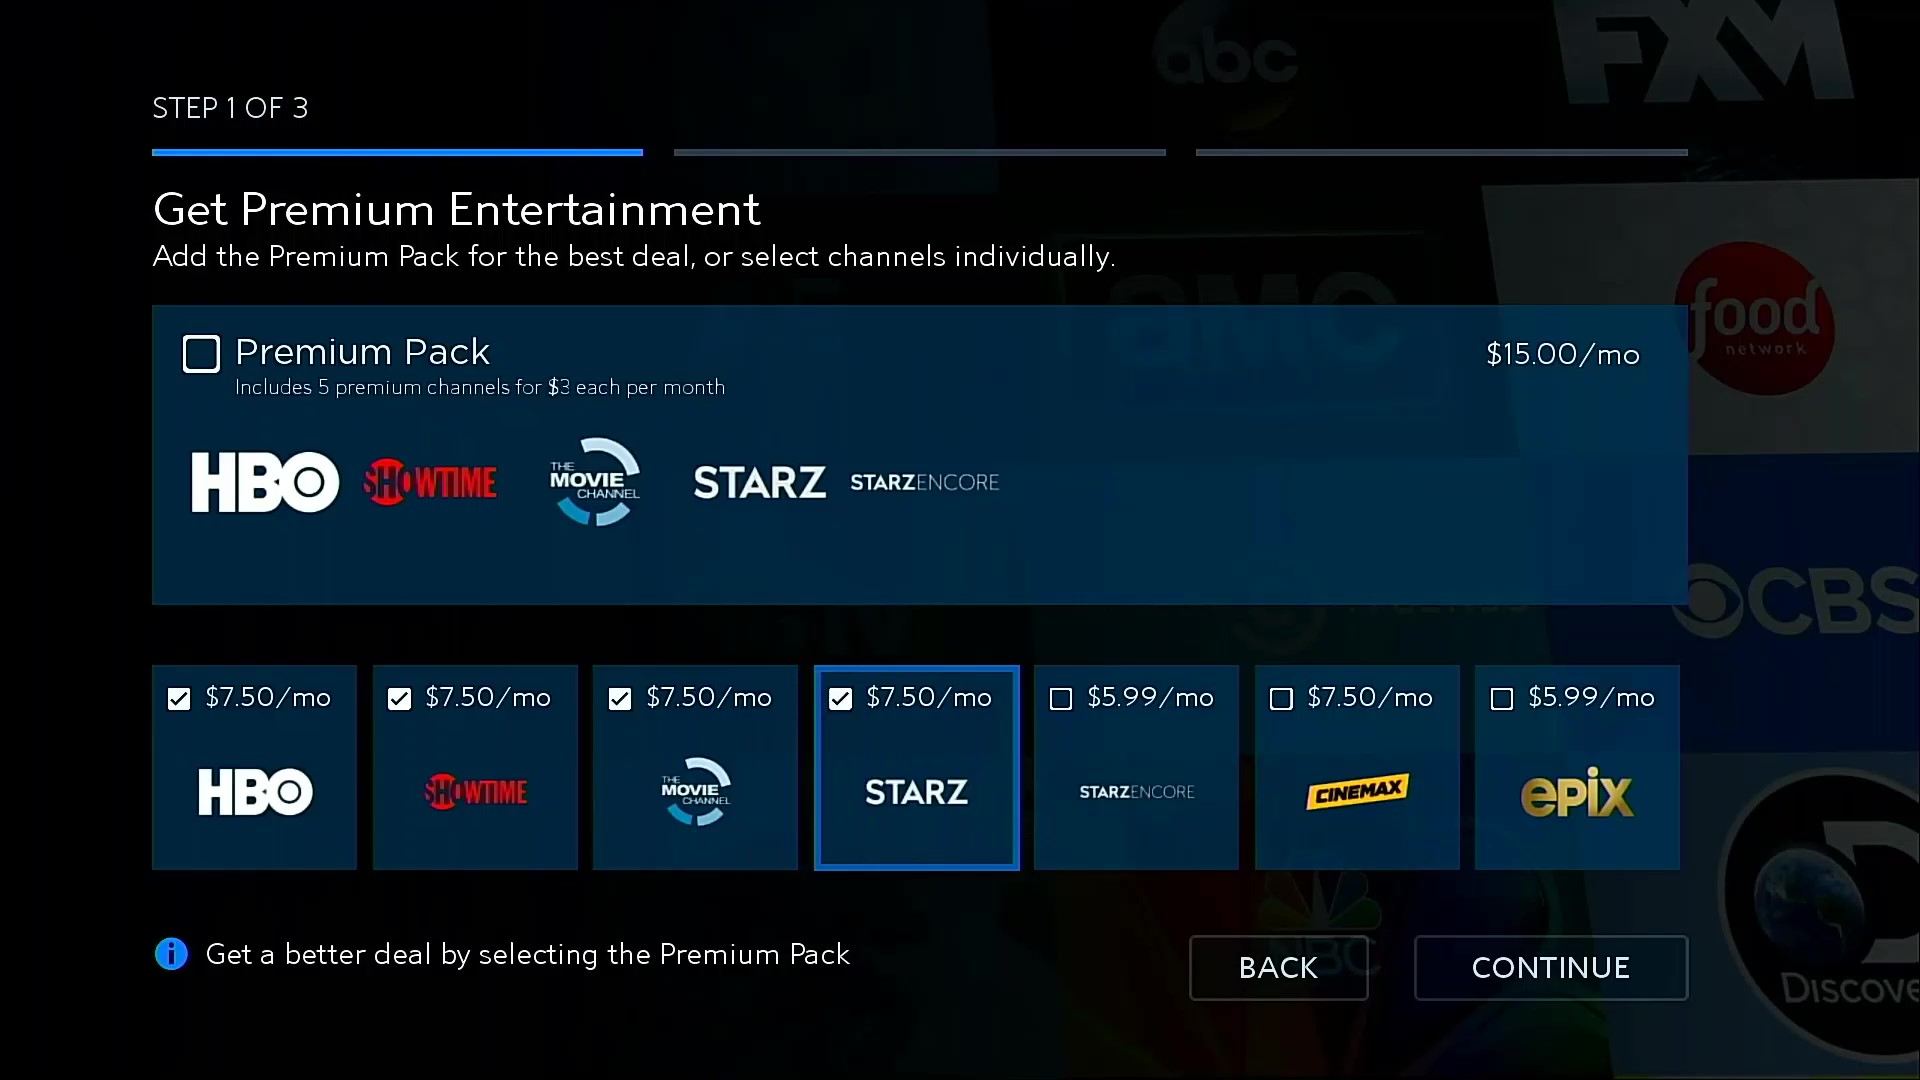 abc
FXM
STEP 1 OF 3
Get Premium Entertainment
Add the Premium Pack for the best deal, or select channels individually.
AMC
food
network
Premium Pack
$15.00/mo
Includes 5 premium channels for $3 each per month
HBO SHOWTIME THE MOVIE CHANNEL STARZ STARZENCORE
CBS
$7.50/mo $7.50/mo $7.50/mo $7.50/mo $5.99/mo $7.50/mo $5.99/mo
HBO SHOWTIME THE MOVIE CHANNEL STARZ STARZENCORE CINEMAX epix
Get a better deal by selecting the Premium Pack
NBC
BACK
CONTINUE
Discove